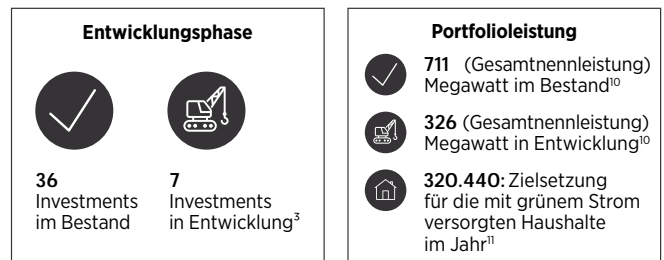 Entwicklungsphase
36
Investments
im Bestand
7
Investments
in Entwicklung³
Portfolioleistung
711 (Gesamtnennleistung)
Megawatt im Bestand¹⁰
326 (Gesamtnennleistung)
Megawatt in Entwicklung¹⁰
320.440: Zielsetzung
für die mit grünem Strom
versorgten Haushalte
im Jahr¹¹